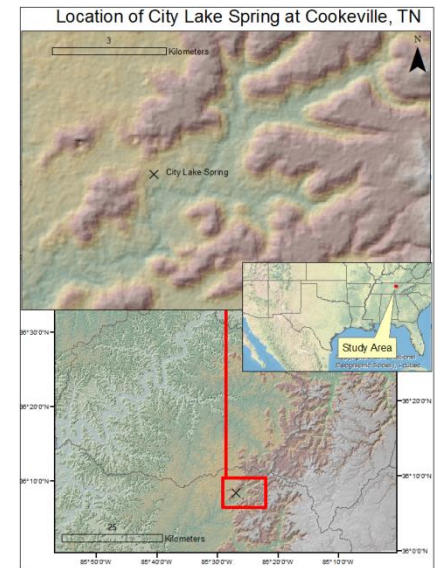 Location of City Lake Spring at Cookeville, TN
N
3
Kilometers
City Lake Spring
Study Area
36°30'0"N
36°20'0"N
36°20'0"N
36°10'0"N
36°10'0"N
25
Kilometers
36°0'0"N
85°50'0"W
85°40'0"W
85°30'0"W
85°20'0"W
85°10'0"W